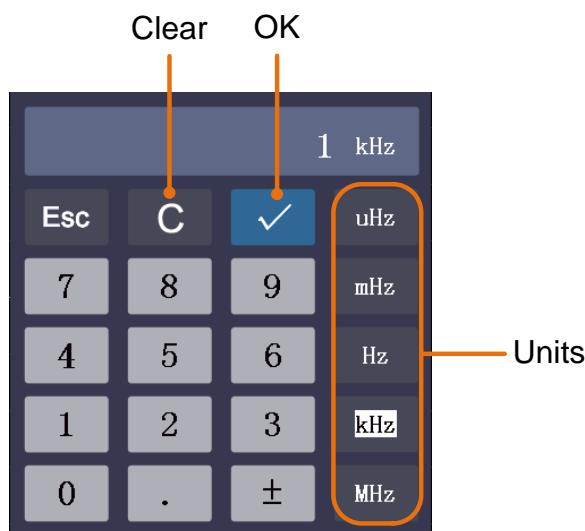 Clear OK
1 kHz
Esc C ✓ uHz
7 8 9 mHz
4 5 6 Hz
Units
1 2 3 kHz
0 . ± MHz